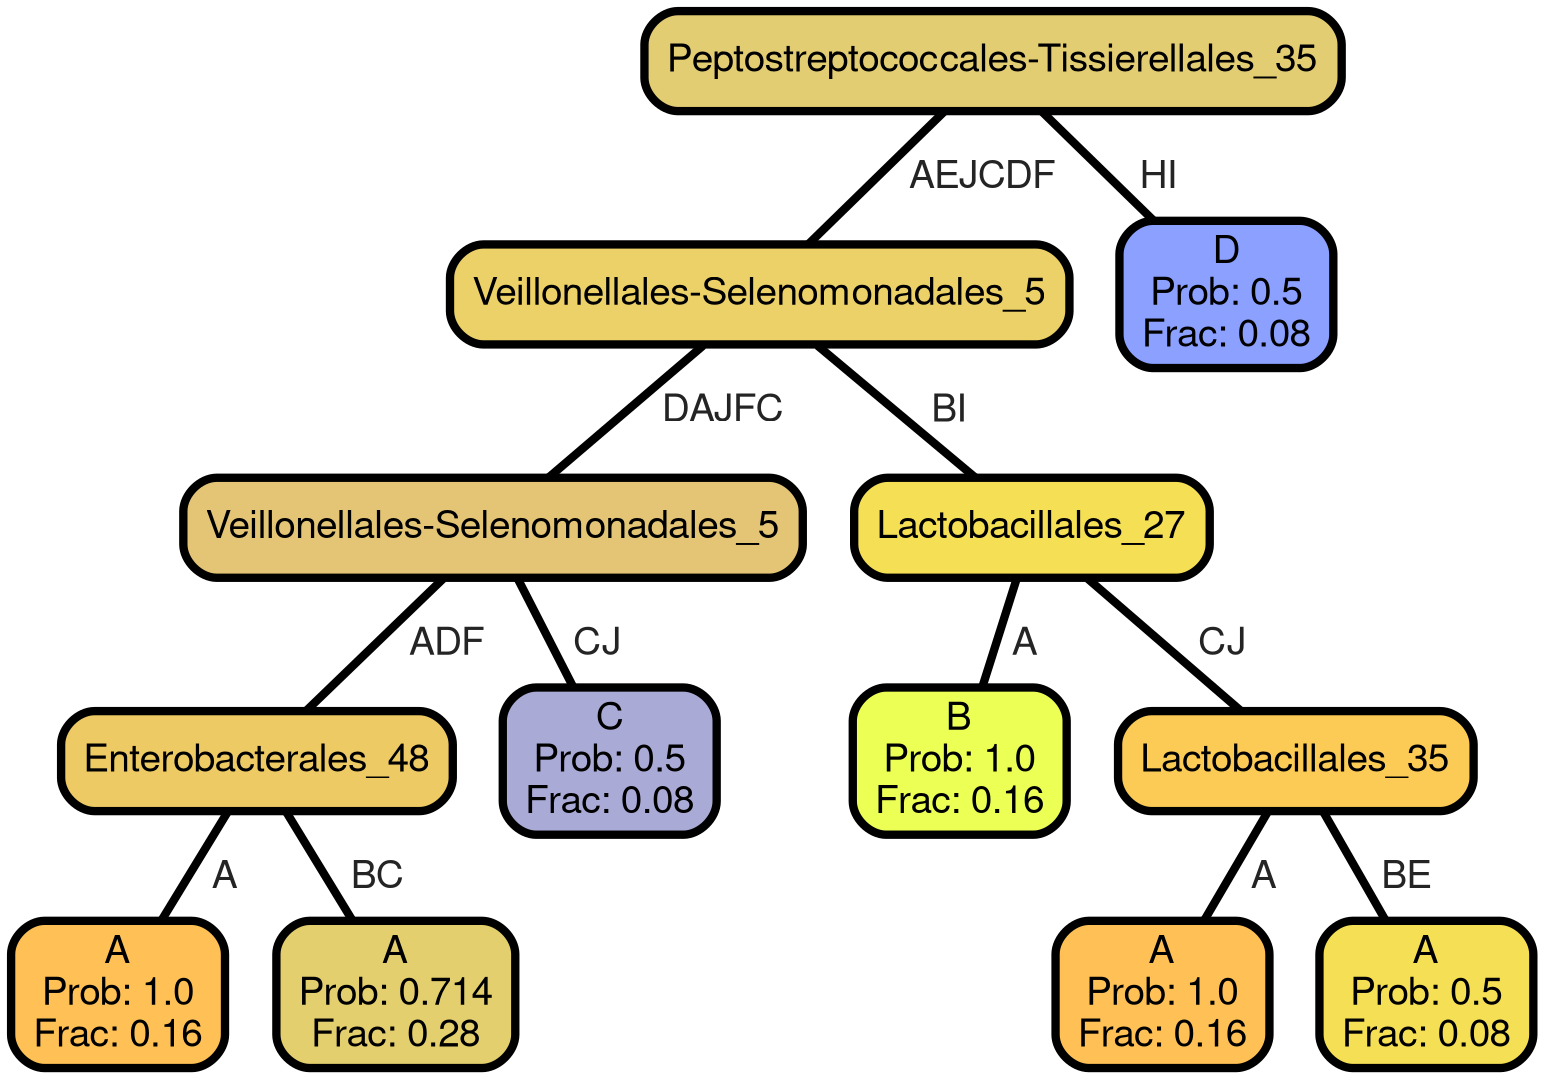 Peptostreptococcales-Tissierellales_35
AEJCDF
HI
Veillonellales-Selenomonadales_5
D
Prob: 0.5
Frac: 0.08
DAJFC
BI
Veillonellales-Selenomonadales_5
Lactobacillales_27
ADF
CJ
A
CJ
Enterobacterales_48
C
Prob: 0.5
Frac: 0.08
B
Prob: 1.0
Frac: 0.16
Lactobacillales_35
A
BC
A
BE
A
Prob: 1.0
Frac: 0.16
A
Prob: 0.714
Frac: 0.28
A
Prob: 1.0
Frac: 0.16
A
Prob: 0.5
Frac: 0.08